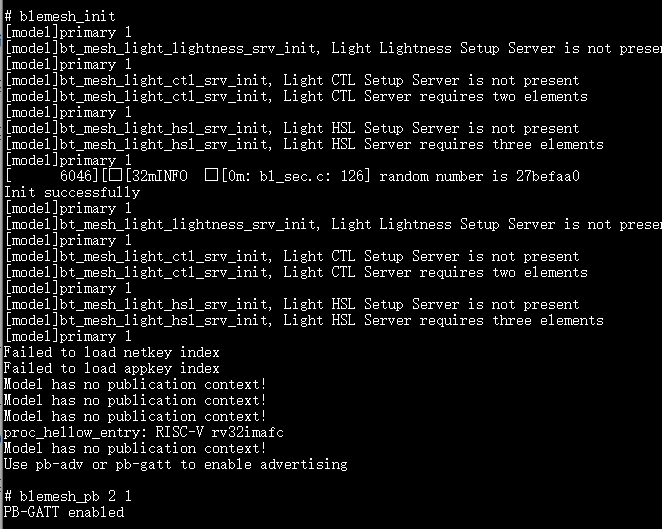 # blemesh_init
[model]primary 1
[model]bt_mesh_light_lightness_srv_init, Light Lightness Setup Server is not prese
[model]primary 1
[model]bt_mesh_light_ctl_srv_init, Light CTL Setup Server is not present
[model]bt_mesh_light_ctl_srv_init, Light CTL Server requires two elements
[model]primary 1
[model]bt_mesh_light_hsl_srv_init, Light HSL Setup Server is not present
[model]bt_mesh_light_hsl_srv_init, Light HSL Server requires three elements
[model]primary 1
[      6046][□[32mINFO  □[0m: bl_sec.c: 126] random number is 27befaa0
Init successfully
[model]primary 1
[model]bt_mesh_light_lightness_srv_init, Light Lightness Setup Server is not prese
[model]primary 1
[model]bt_mesh_light_ctl_srv_init, Light CTL Setup Server is not present
[model]bt_mesh_light_ctl_srv_init, Light CTL Server requires two elements
[model]primary 1
[model]bt_mesh_light_hsl_srv_init, Light HSL Setup Server is not present
[model]bt_mesh_light_hsl_srv_init, Light HSL Server requires three elements
[model]primary 1
Failed to load netkey index
Failed to load appkey index
Model has no publication context!
Model has no publication context!
Model has no publication context!
proc_hellow_entry: RISC-V rv32imafc
Model has no publication context!
Use pb-adv or pb-gatt to enable advertising
# blemesh_pb 2 1
PB-GATT enabled